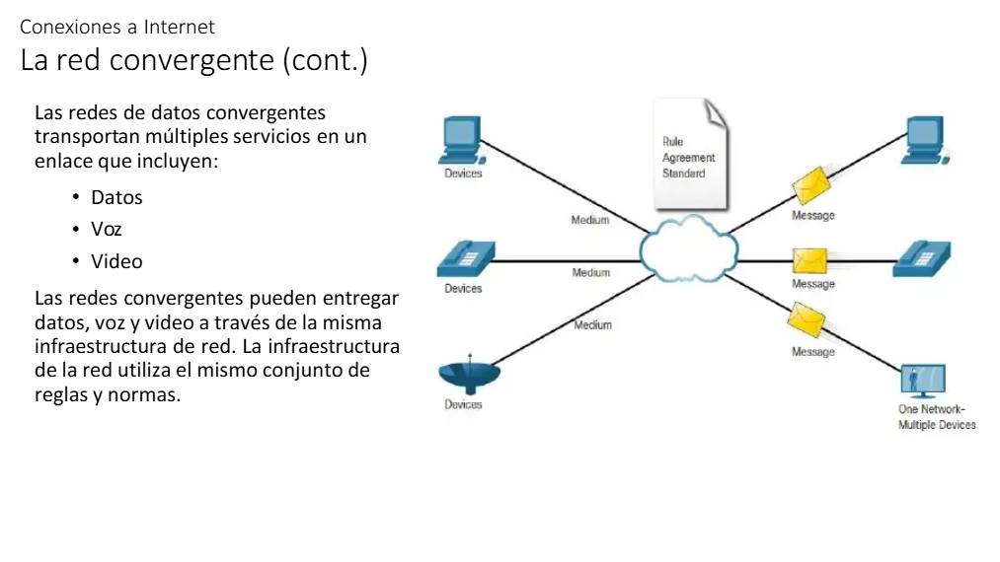 Conexiones a Internet
La red convergente (cont.)
Las redes de datos convergentes
transportan múltiples servicios en un
enlace que incluyen:
• Datos
• Voz
• Video
Las redes convergentes pueden entregar
datos, voz y video a través de la misma
infraestructura de red. La infraestructura
de la red utiliza el mismo conjunto de
reglas y normas.
Rule
Agreement
Standard
Devices
Medium
Message
Devices
Medium
Message
Medium
Message
Devices
One Network-
Multiple Devices